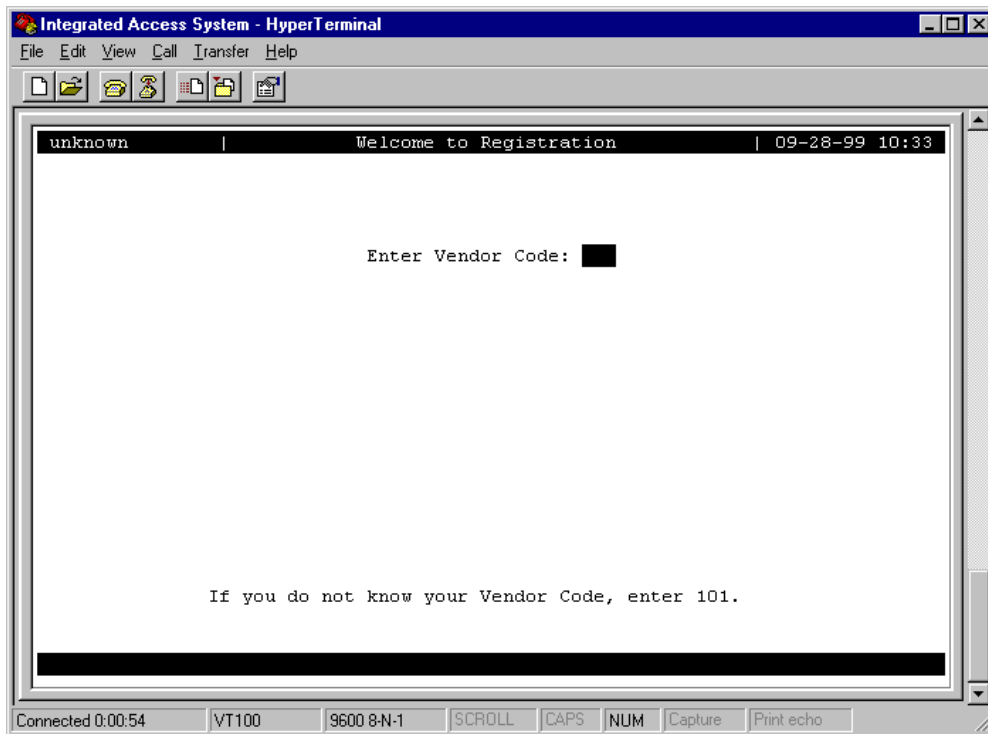 Integrated Access System - HyperTerminal
File Edit View Call Transfer Help
unknown | Welcome to Registration | 09-28-99 10:33
Enter Vendor Code:
If you do not know your Vendor Code, enter 101.
Connected 0:00:54 VT100 9600 8-N-1 SCROLL CAPS NUM Capture Print echo